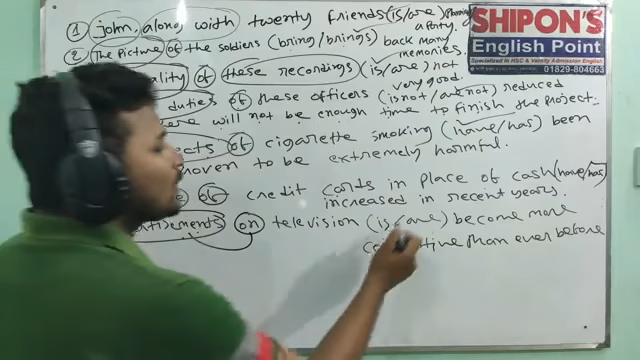 ① john, along with twenty friends (is/are) planning
a party.
② The picture of the soldiers (bring/brings) back many
memories.
ality of these recordings (is/are) not
very good.
duties of these officers (is not/are not) reduced
ere will not be enough time to finish the project.
cts of cigarette smoking (have/has) been
oven to be extremely harmful.
e of credit cards in place of cash (have/has)
increased in recent years.
tisements on television (is/are) become more
than ever before
SHIPON'S
English Point
Specialized in HSC & Varsity Admission English
01829-804663